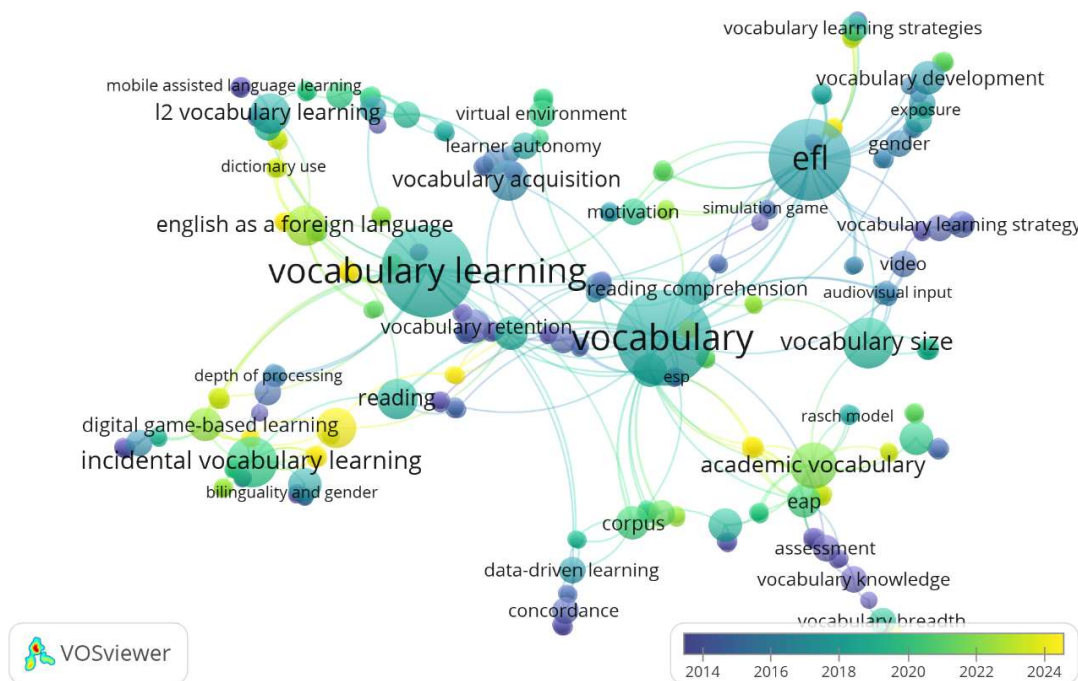 vocabulary learning strategies
mobile assisted language learning
vocabulary development
l2 vocabulary learning
virtual environment
exposure
learner autonomy
gender
efl
dictionary use
vocabulary acquisition
motivation
simulation game
english as a foreign language
vocabulary learning strategy
vocabulary learning
video
reading comprehension
audiovisual input
vocabulary retention
vocabulary
vocabulary size
depth of processing
esp
reading
rasch model
digital game-based learning
incidental vocabulary learning
academic vocabulary
bilinguality and gender
eap
corpus
assessment
data-driven learning
vocabulary knowledge
concordance
vocabulary breadth
VOSviewer
2014 2016 2018 2020 2022 2024